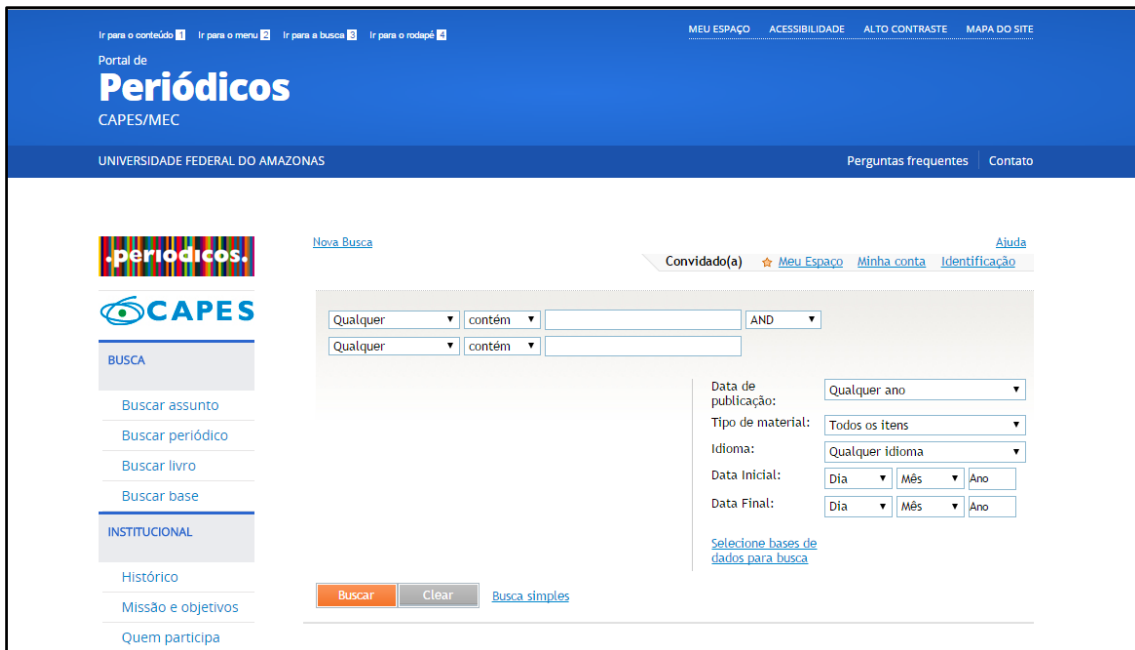 Ir para o conteúdo 1 Ir para o menu 2 Ir para a busca 3 Ir para o rodapé 4
MEU ESPAÇO ACESSIBILIDADE ALTO CONTRASTE MAPA DO SITE
Portal de
Periódicos
CAPES/MEC
UNIVERSIDADE FEDERAL DO AMAZONAS
Perguntas frequentes Contato
.periodicos.
CAPES
BUSCA
Buscar assunto
Buscar periódico
Buscar livro
Buscar base
INSTITUCIONAL
Histórico
Missão e objetivos
Quem participa
Nova Busca
Ajuda
Convidado(a) Meu Espaço Minha conta Identificação
Qualquer contém AND
Qualquer contém
Data de
publicação: Qualquer ano
Tipo de material: Todos os itens
Idioma: Qualquer idioma
Data Inicial: Dia Mês Ano
Data Final: Dia Mês Ano
Selecione bases de
dados para busca
Buscar Clear Busca simples